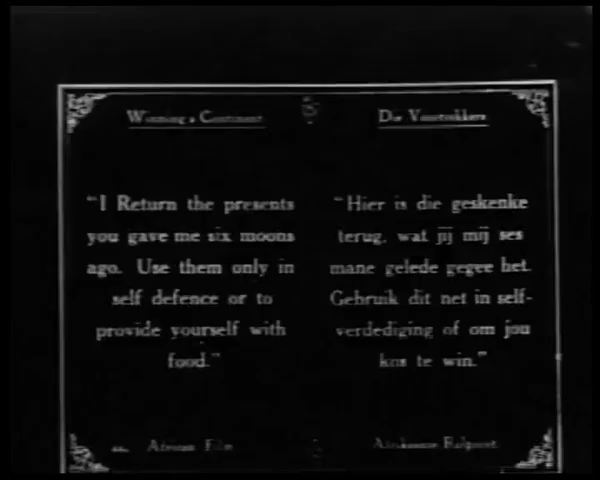 Winning a Continent
Die Voortrekkers
"I Return the presents
you gave me six moons
ago. Use them only in
self defence or to
provide yourself with
food."
"Hier is die geskenke
terug, wat jij mij ses
mane gelede gegee het.
Gebruik dit net in self-
verdediging of om jou
kos te win."
African Film